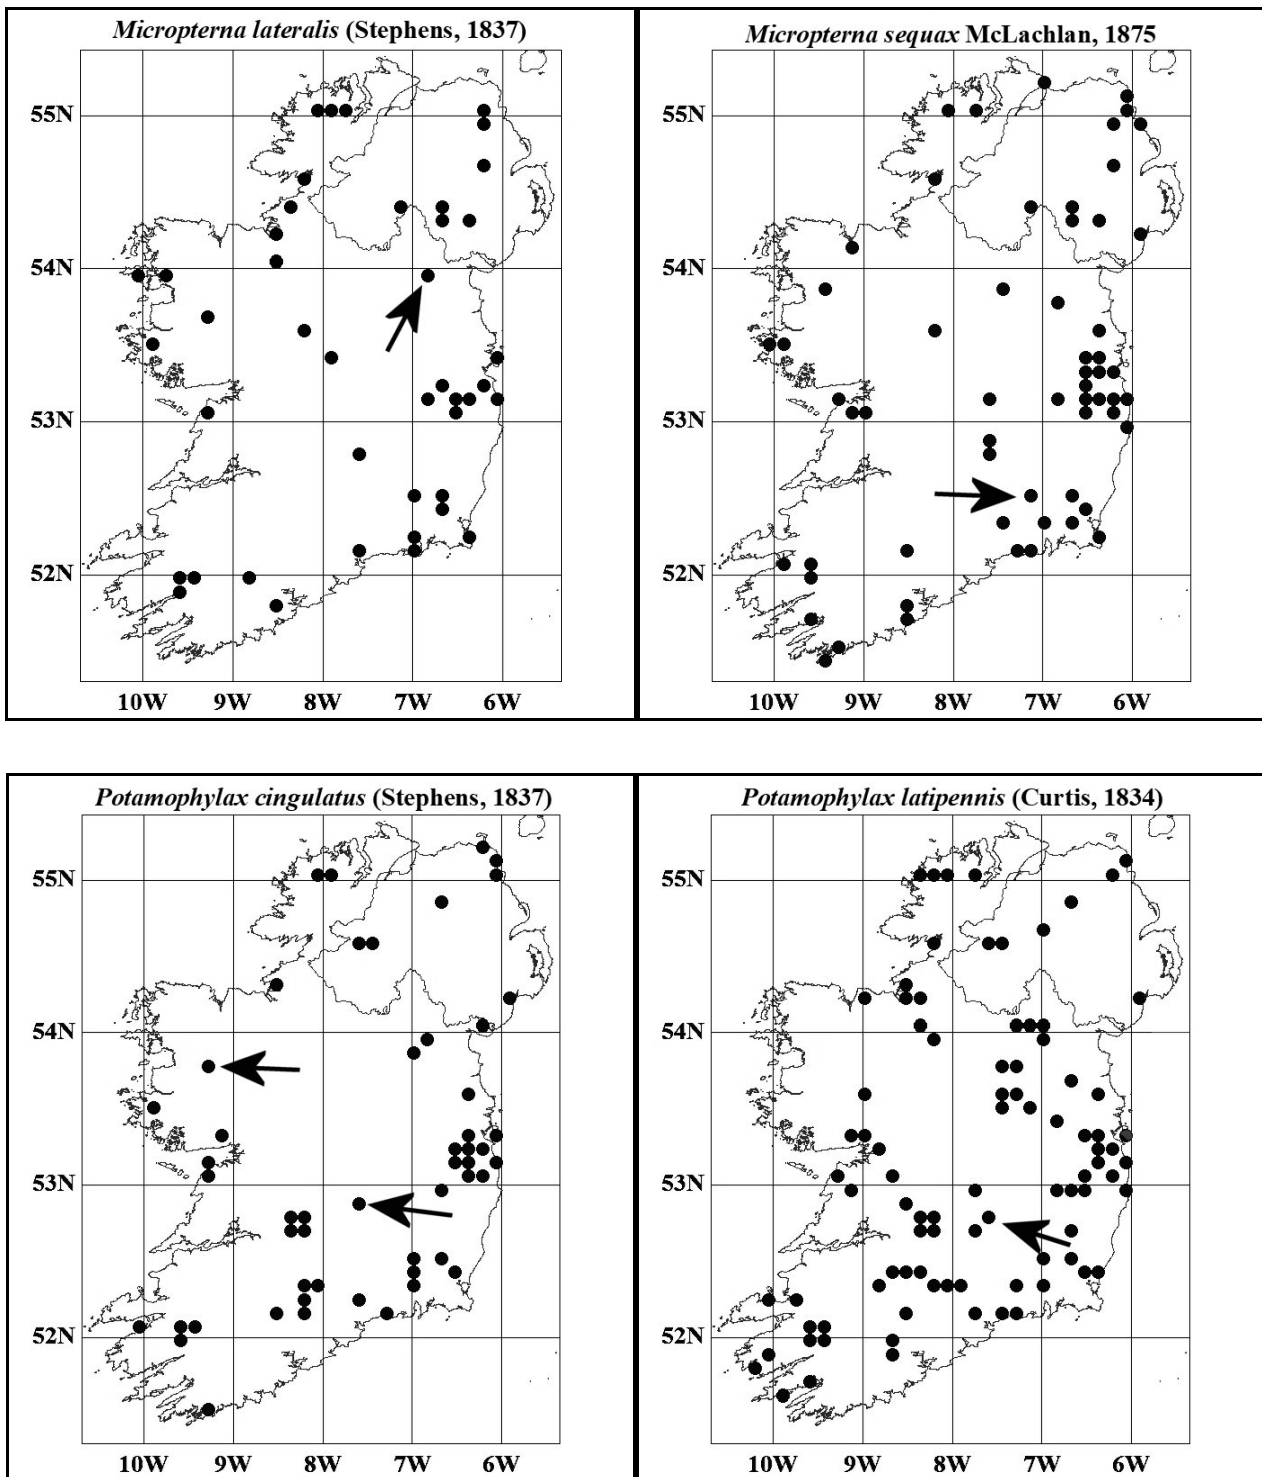 Micropterna lateralis (Stephens, 1837)
55N
54N
53N
52N
10W 9W 8W 7W 6W
Micropterna sequax McLachlan, 1875
55N
54N
53N
52N
10W 9W 8W 7W 6W
Potamophylax cingulatus (Stephens, 1837)
55N
54N
53N
52N
10W 9W 8W 7W 6W
Potamophylax latipennis (Curtis, 1834)
55N
54N
53N
52N
10W 9W 8W 7W 6W